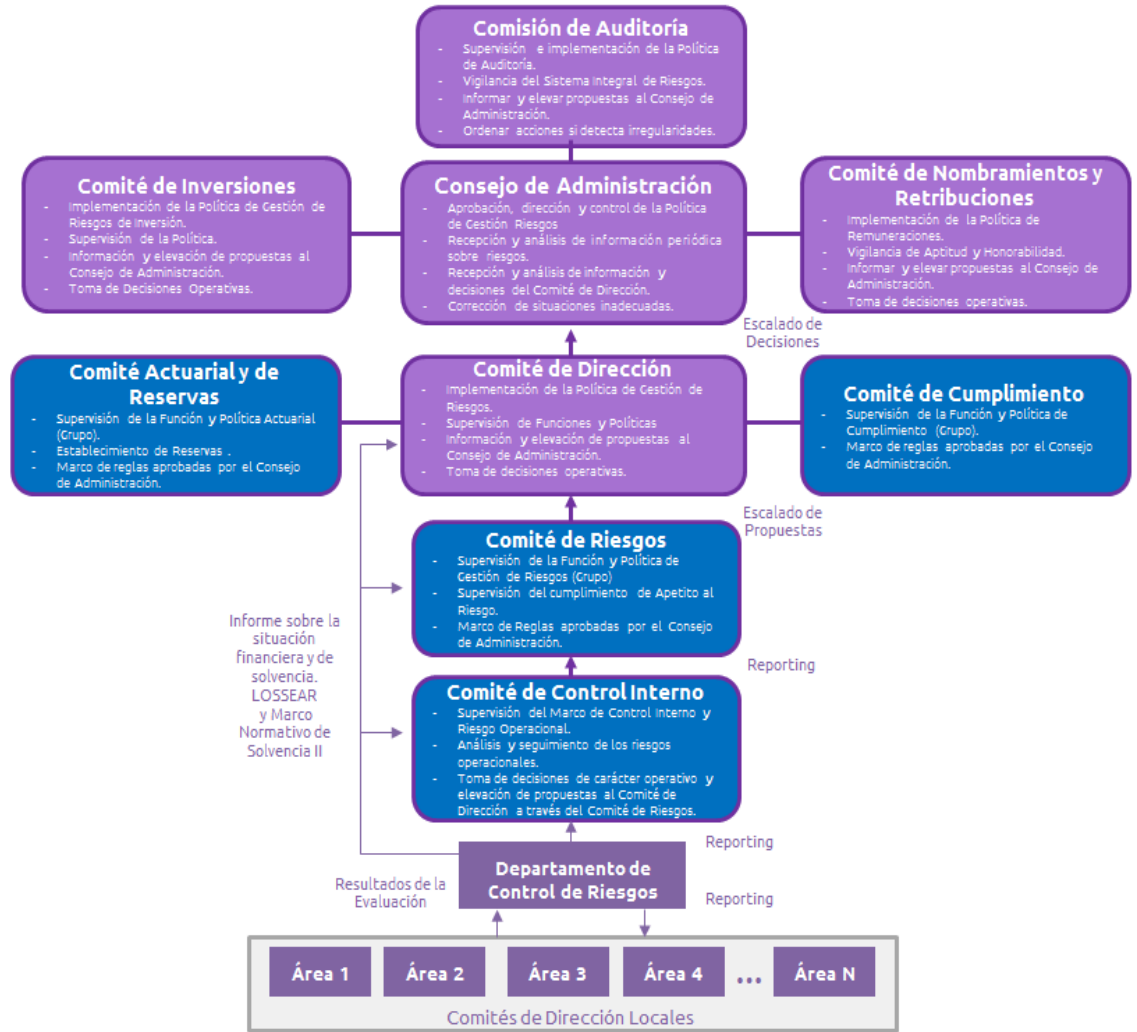 Comisión de Auditoría
- Supervisión e implementación de la Política
de Auditoría.
- Vigilancia del Sistema Integral de Riesgos.
- Informar y elevar propuestas al Consejo de
Administración.
- Ordenar acciones si detecta irregularidades.
Comité de Inversiones
- Implementación de la Política de Gestión de
Riesgos de Inversión.
- Supervisión de la Política.
- Información y elevación de propuestas al
Consejo de Administración.
- Toma de Decisiones Operativas.
Consejo de Administración
- Aprobación, dirección y control de la Política
de Gestión Riesgos
- Recepción y análisis de información periódica
sobre riesgos.
- Recepción y análisis de información y
decisiones del Comité de Dirección.
- Corrección de situaciones inadecuadas.
Comité de Nombramientos y
Retribuciones
- Implementación de la Política de
Remuneraciones.
- Vigilancia de Aptitud y Honorabilidad.
- Informar y elevar propuestas al Consejo de
Administración.
- Toma de decisiones operativas.
Escalado de
Decisiones
Comité Actuarial y de
Reservas
- Supervisión de la Función y Política Actuarial
(Grupo).
- Establecimiento de Reservas .
- Marco de reglas aprobadas por el Consejo
de Administración.
Comité de Dirección
- Implementación de la Política de Gestión de
Riesgos.
- Supervisión de Funciones y Políticas
- Información y elevación de propuestas al
Consejo de Administración.
- Toma de decisiones operativas.
Comité de Cumplimiento
- Supervisión de la Función y Política de
Cumplimiento (Grupo).
- Marco de reglas aprobadas por el Consejo
de Administración.
Escalado de
Propuestas
Comité de Riesgos
- Supervisión de la Función y Política de
Gestión de Riesgos (Grupo)
- Supervisión del cumplimiento de Apetito al
Riesgo.
- Marco de Reglas aprobadas por el Consejo
de Administración.
Informe sobre la
situación
financiera y de
solvencia.
LOSSEAR
y Marco
Normativo de
Solvencia II
Reporting
Comité de Control Interno
- Supervisión del Marco de Control Interno y
Riesgo Operacional.
- Análisis y seguimiento de los riesgos
operacionales.
- Toma de decisiones de carácter operativo y
elevación de propuestas al Comité de
Dirección a través del Comité de Riesgos.
Reporting
Departamento de
Control de Riesgos
Resultados de la
Evaluación
Reporting
Área 1
Área 2
Área 3
Área 4
...
Área N
Comités de Dirección Locales